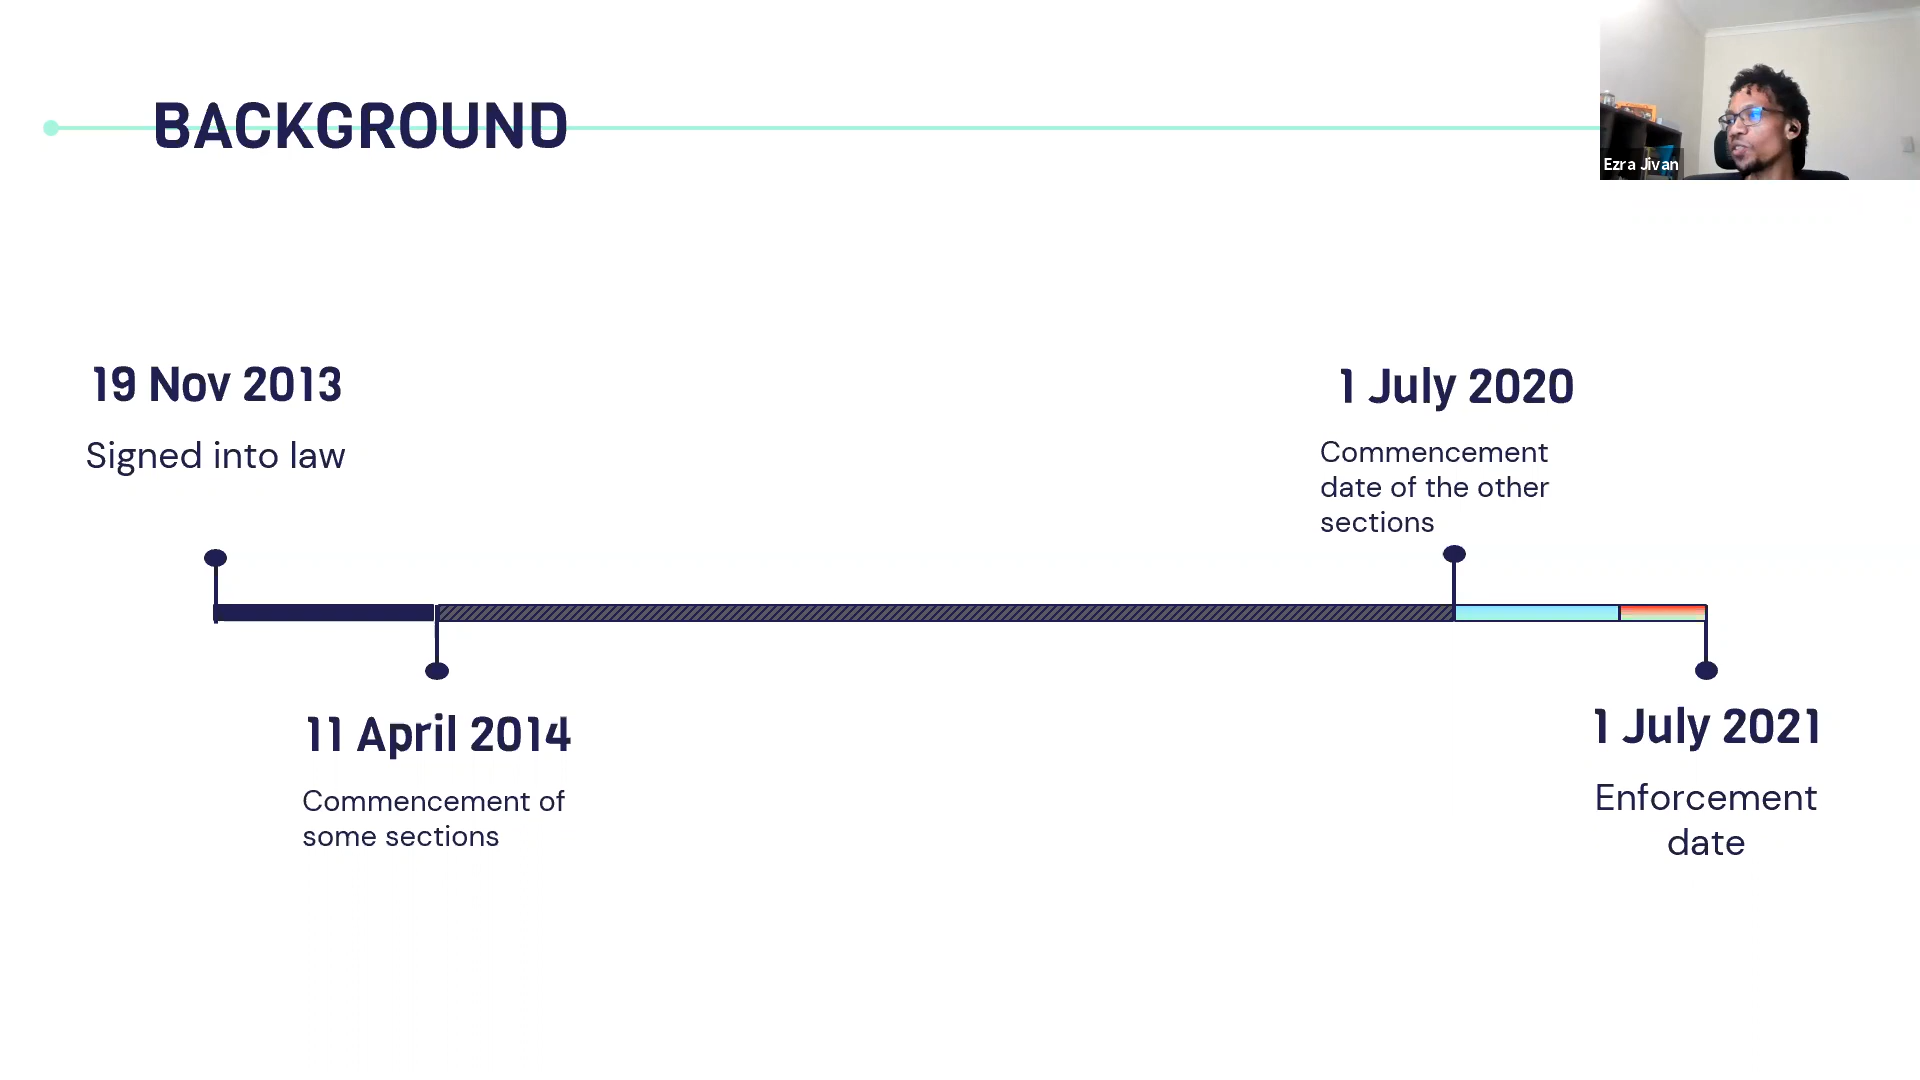 BACKGROUND
Ezra Jivan
19 Nov 2013
Signed into law
1 July 2020
Commencement
date of the other
sections
11 April 2014
Commencement of
some sections
1 July 2021
Enforcement
date